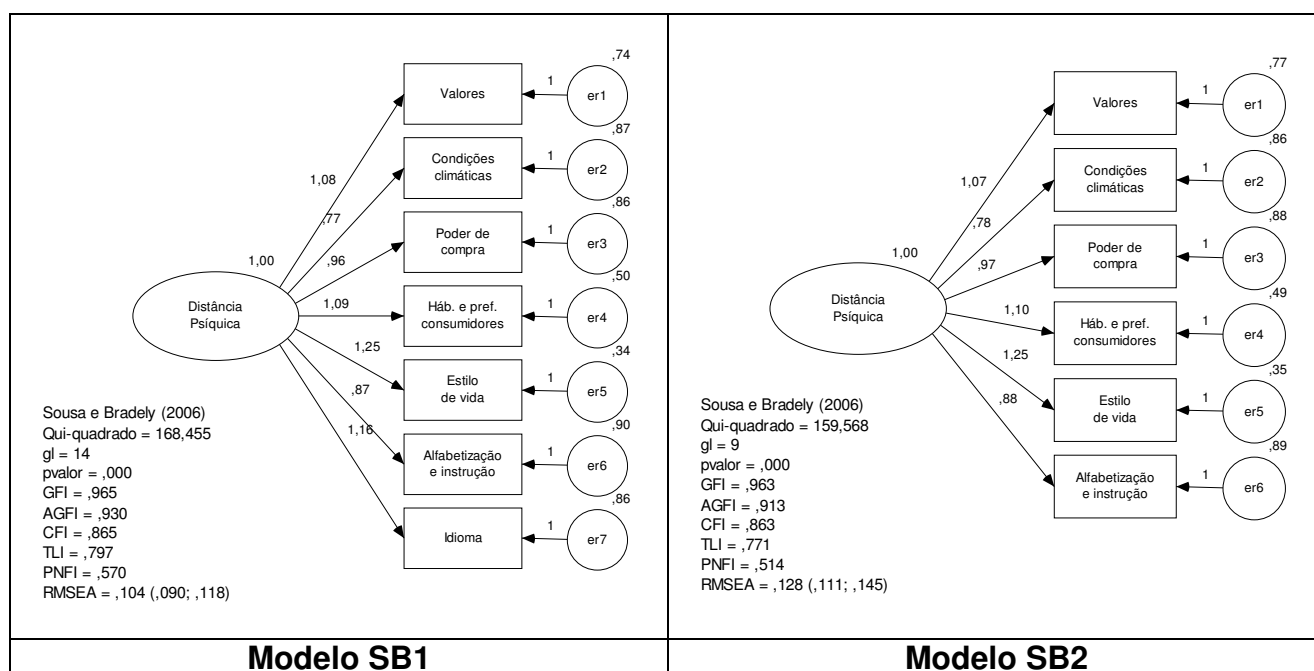 ,74
Valores
1
er1
,87
Condições
climáticas
1
er2
1,08
,77
,86
Poder de
compra
1
er3
,96
1,00
,50
Distância
Psíquica
1,09
Háb. e pref.
consumidores
1
er4
,34
1,25
Estilo
de vida
1
er5
,87
,90
1,16
Alfabetização
e instrução
1
er6
,86
Idioma
1
er7
Sousa e Bradely (2006)
Qui-quadrado = 168,455
gl = 14
pvalor = ,000
GFI = ,965
AGFI = ,930
CFI = ,865
TLI = ,797
PNFI = ,570
RMSEA = ,104 (,090; ,118)
Modelo SB1
,77
Valores
1
er1
,86
Condições
climáticas
1
er2
1,07
,78
,88
Poder de
compra
1
er3
,97
1,00
,49
Distância
Psíquica
1,10
Háb. e pref.
consumidores
1
er4
,35
1,25
Estilo
de vida
1
er5
,88
,89
Alfabetização
e instrução
1
er6
Sousa e Bradely (2006)
Qui-quadrado = 159,568
gl = 9
pvalor = ,000
GFI = ,963
AGFI = ,913
CFI = ,863
TLI = ,771
PNFI = ,514
RMSEA = ,128 (,111; ,145)
Modelo SB2